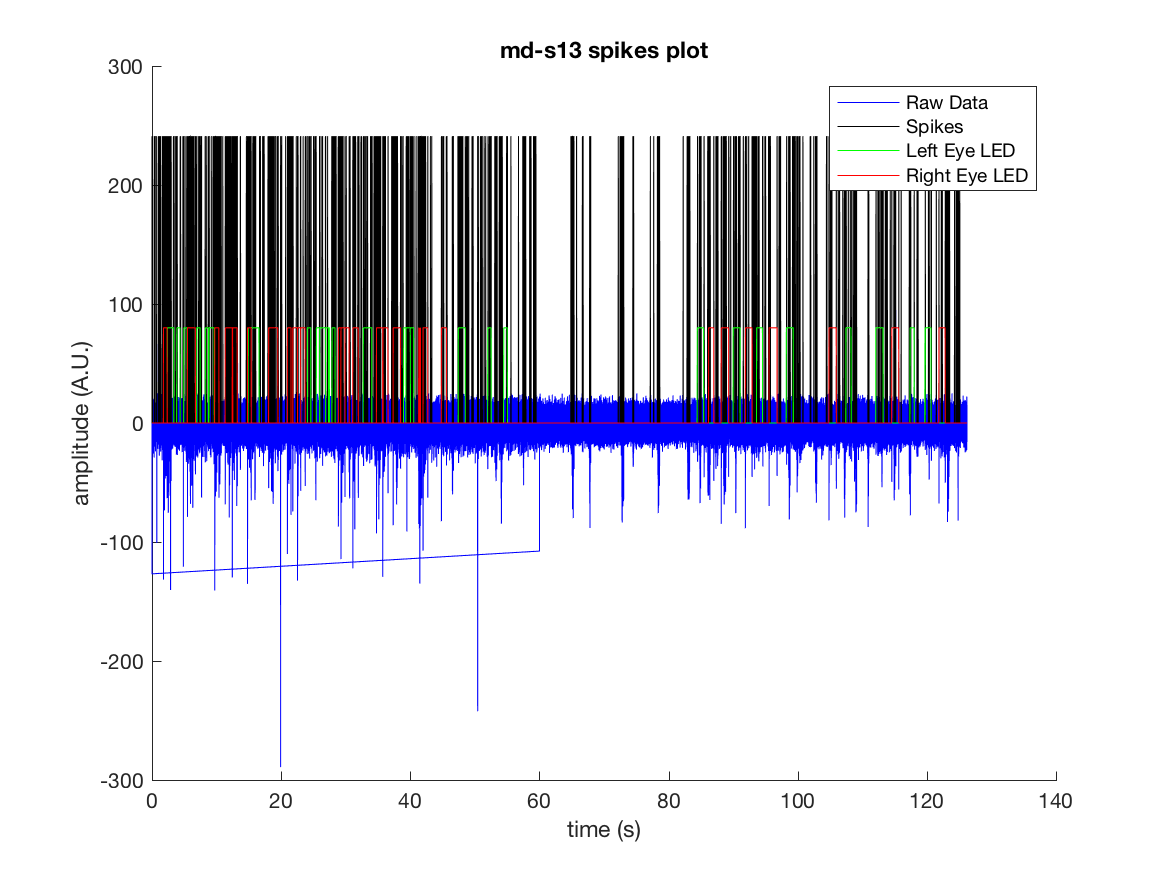 md-s13 spikes plot
300
200
100
0
-100
-200
-300
amplitude (A.U.)
Raw Data
Spikes
Left Eye LED
Right Eye LED
0 20 40 60 80 100 120 140
time (s)